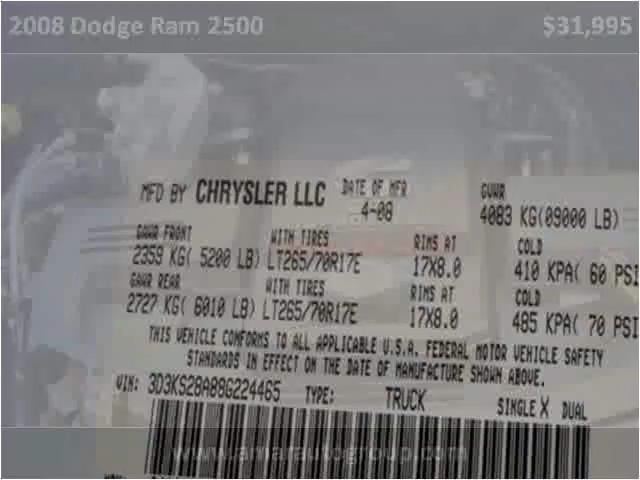 2008 Dodge Ram 2500 $31,995
MFD BY CHRYSLER LLC DATE OF MFR GVWR
4-08 4083 KG(09000 LB)
GAWR FRONT WITH TIRES RIMS AT COLD
2359 KG( 5200 LB) LT265/70R17E 17X8.0 410 KPA( 60 PSI
GAWR REAR WITH TIRES RIMS AT COLD
2727 KG( 6010 LB) LT265/70R17E 17X8.0 485 KPA( 70 PSI
THIS VEHICLE CONFORMS TO ALL APPLICABLE U.S.A. FEDERAL MOTOR VEHICLE SAFETY
STANDARDS IN EFFECT ON THE DATE OF MANUFACTURE SHOWN ABOVE.
VIN: 3D3KS28A88G224465 TYPE: TRUCK SINGLE X DUAL
www.amarautogroup.com